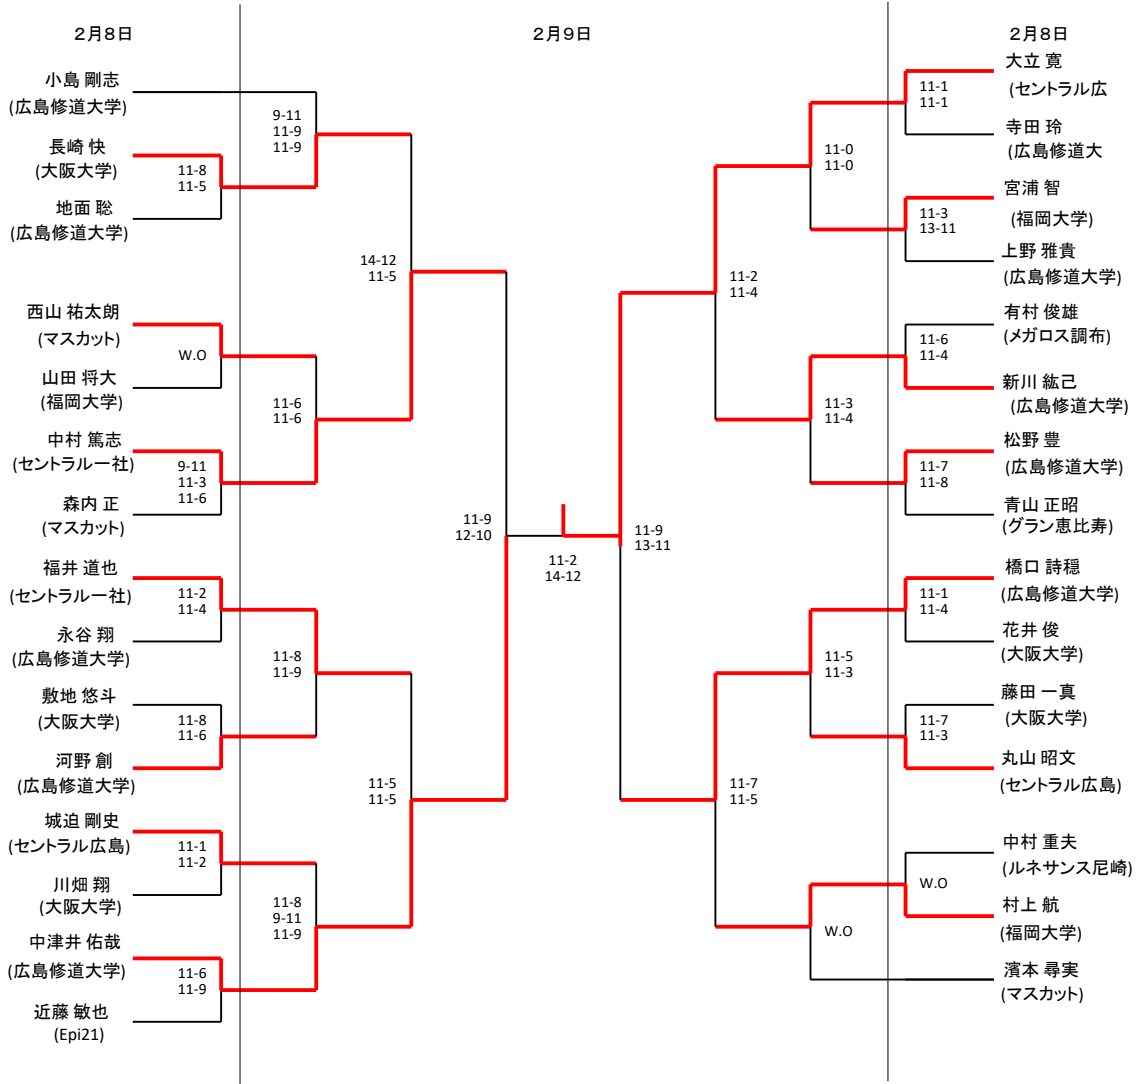 2月8日
2月9日
2月8日
小島 剛志
(広島修道大学)
長崎 快
(大阪大学)
地面 聡
(広島修道大学)
西山 祐太朗
(マスカット)
山田 将大
(福岡大学)
中村 篤志
(セントラル一社)
森内 正
(マスカット)
福井 道也
(セントラル一社)
永谷 翔
(広島修道大学)
敷地 悠斗
(大阪大学)
河野 創
(広島修道大学)
城迫 剛史
(セントラル広島)
川畑 翔
(大阪大学)
中津井 佑哉
(広島修道大学)
近藤 敏也
(Epi21)
11-8
11-5
W.O
9-11
11-3
11-6
11-2
11-4
11-8
11-6
11-1
11-2
11-6
11-9
9-11
11-9
11-9
11-6
11-6
11-8
11-9
11-8
9-11
11-9
14-12
11-5
11-5
11-5
11-9
12-10
11-2
14-12
11-9
13-11
11-2
11-4
11-7
11-5
11-0
11-0
11-3
11-4
11-5
11-3
W.O
11-1
11-1
11-3
13-11
11-6
11-4
11-7
11-8
11-1
11-4
11-7
11-3
W.O
大立 寛
(セントラル広
寺田 玲
(広島修道大
宮浦 智
(福岡大学)
上野 雅貴
(広島修道大学)
有村 俊雄
(メガロス調布)
新川 紘己
(広島修道大学)
松野 豊
(広島修道大学)
青山 正昭
(グラン恵比寿)
橋口 詩穏
(広島修道大学)
花井 俊
(大阪大学)
藤田 一真
(大阪大学)
丸山 昭文
(セントラル広島)
中村 重夫
(ルネサンス尼崎)
村上 航
(福岡大学)
濱本 尋実
(マスカット)